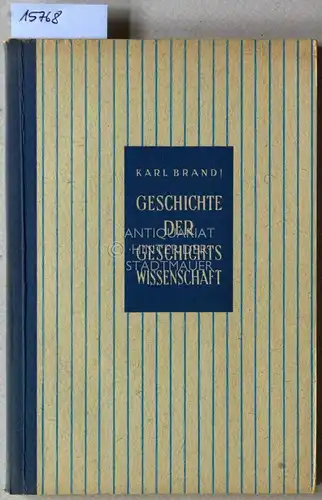 15768
KARL BRANDI
GESCHICHTE
ANTIQUARIAT
DER
© HINTER DER
GESCHICHTS
STADTMAUER
WISSENSCHAFT